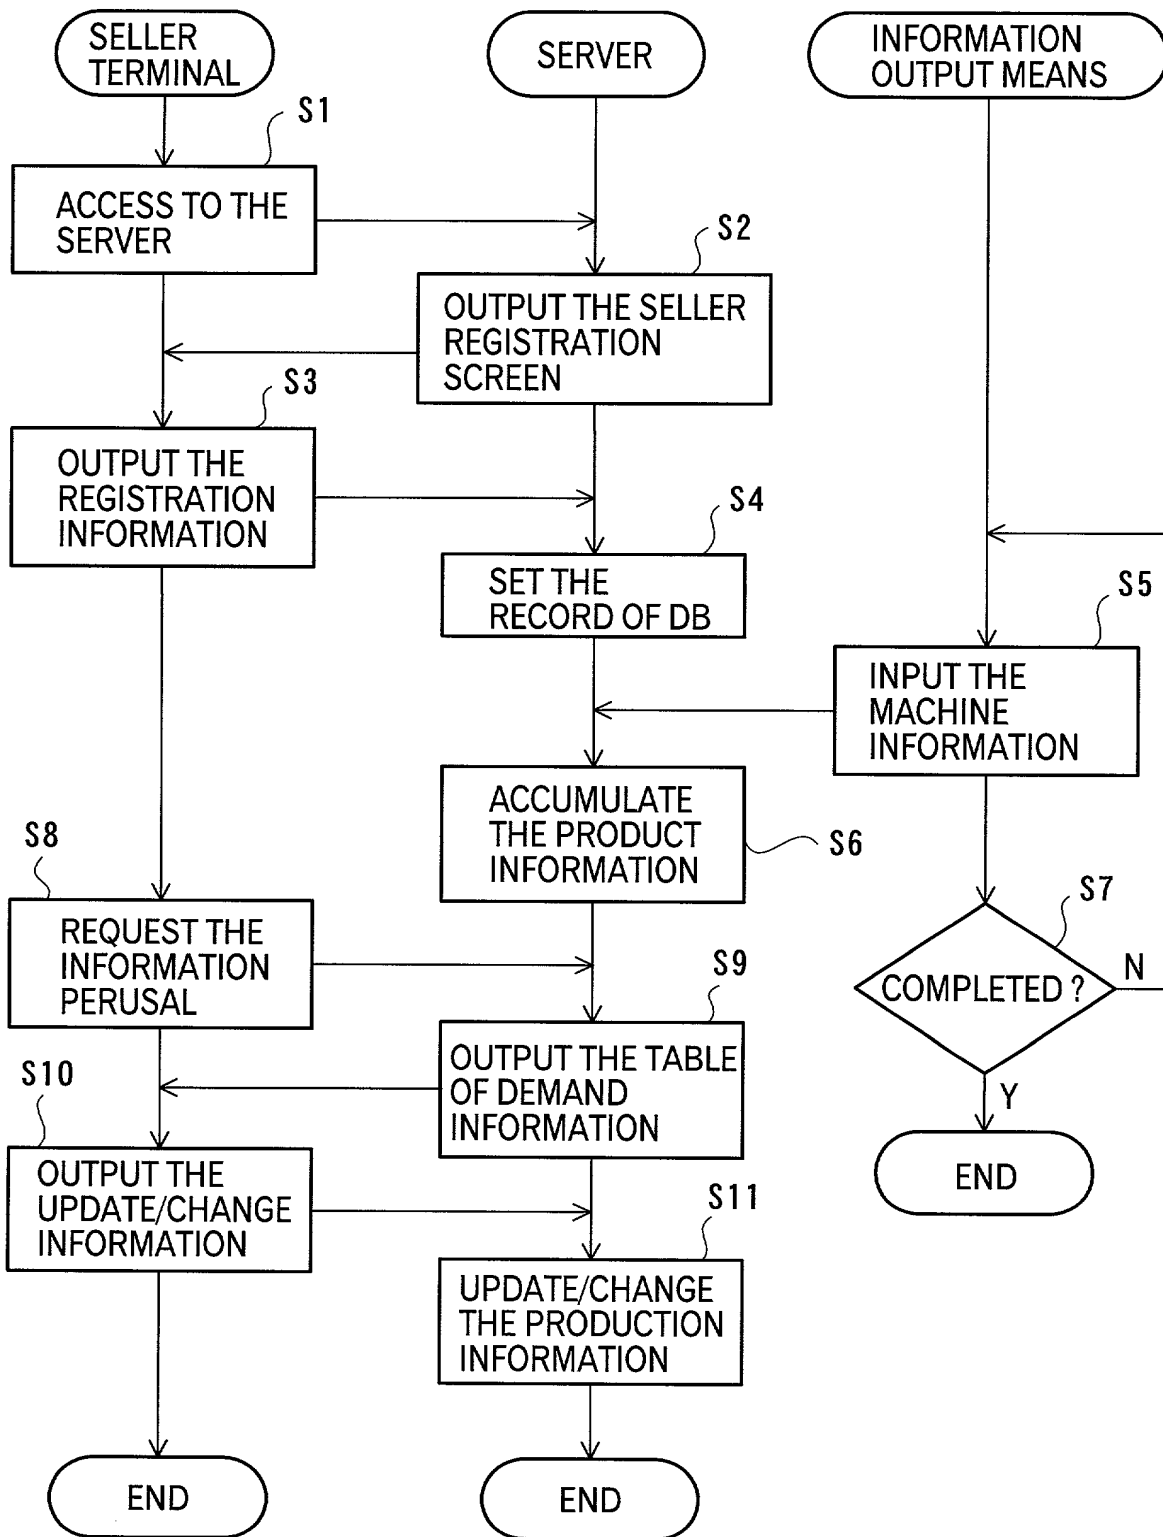 SELLER
TERMINAL
SERVER
INFORMATION
OUTPUT MEANS
S1
ACCESS TO THE
SERVER
S2
OUTPUT THE SELLER
REGISTRATION
SCREEN
S3
OUTPUT THE
REGISTRATION
INFORMATION
S4
SET THE
RECORD OF DB
S5
INPUT THE
MACHINE
INFORMATION
ACCUMULATE
THE PRODUCT
INFORMATION
S6
S7
COMPLETED ?
N
Y
END
S8
REQUEST THE
INFORMATION
PERUSAL
S9
OUTPUT THE TABLE
OF DEMAND
INFORMATION
S10
OUTPUT THE
UPDATE/CHANGE
INFORMATION
S11
UPDATE/CHANGE
THE PRODUCTION
INFORMATION
END
END